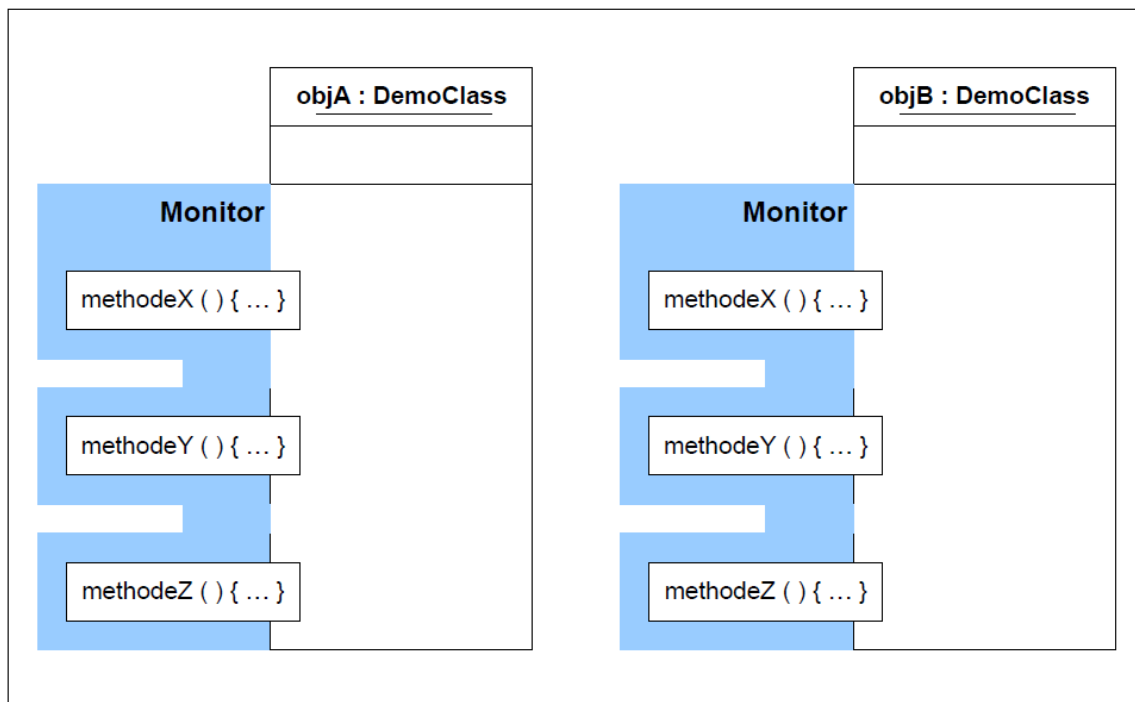 objA : DemoClass
Monitor
methodeX ( ) { … }
methodeY ( ) { … }
methodeZ ( ) { … }
objB : DemoClass
Monitor
methodeX ( ) { … }
methodeY ( ) { … }
methodeZ ( ) { … }